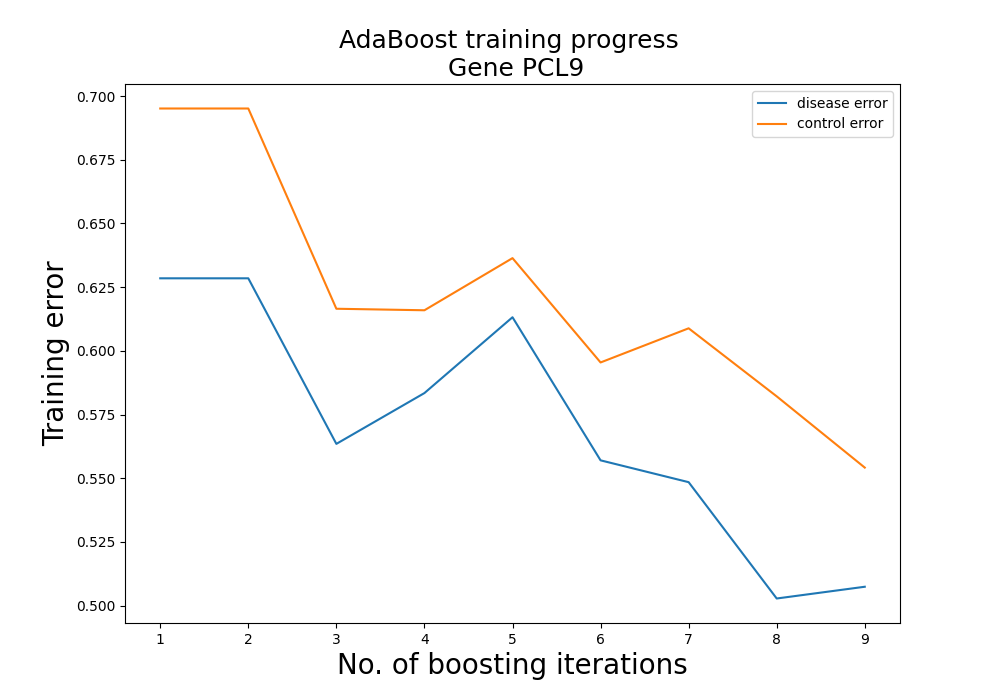 AdaBoost training progress
Gene PCL9
disease error
control error
Training error
0.700
0.675
0.650
0.625
0.600
0.575
0.550
0.525
0.500
1 2 3 4 5 6 7 8 9
No. of boosting iterations